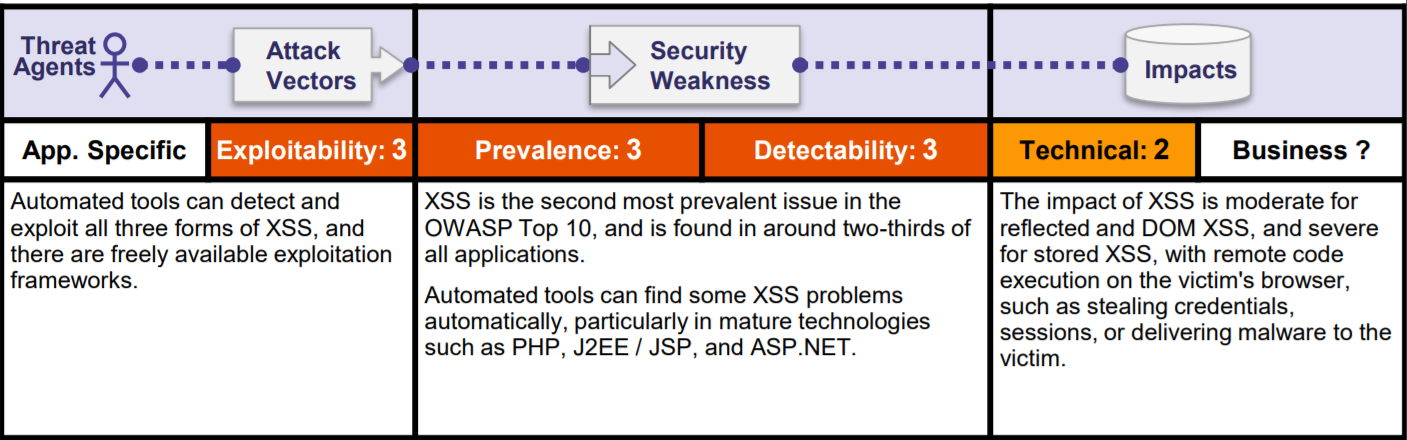 Threat
Agents
Attack
Vectors
Security
Weakness
Impacts
App. Specific
Exploitability: 3
Prevalence: 3
Detectability: 3
Technical: 2
Business ?
Automated tools can detect and
exploit all three forms of XSS, and
there are freely available exploitation
frameworks.
XSS is the second most prevalent issue in the
OWASP Top 10, and is found in around two-thirds of
all applications.
Automated tools can find some XSS problems
automatically, particularly in mature technologies
such as PHP, J2EE / JSP, and ASP.NET.
The impact of XSS is moderate for
reflected and DOM XSS, and severe
for stored XSS, with remote code
execution on the victim's browser,
such as stealing credentials,
sessions, or delivering malware to the
victim.